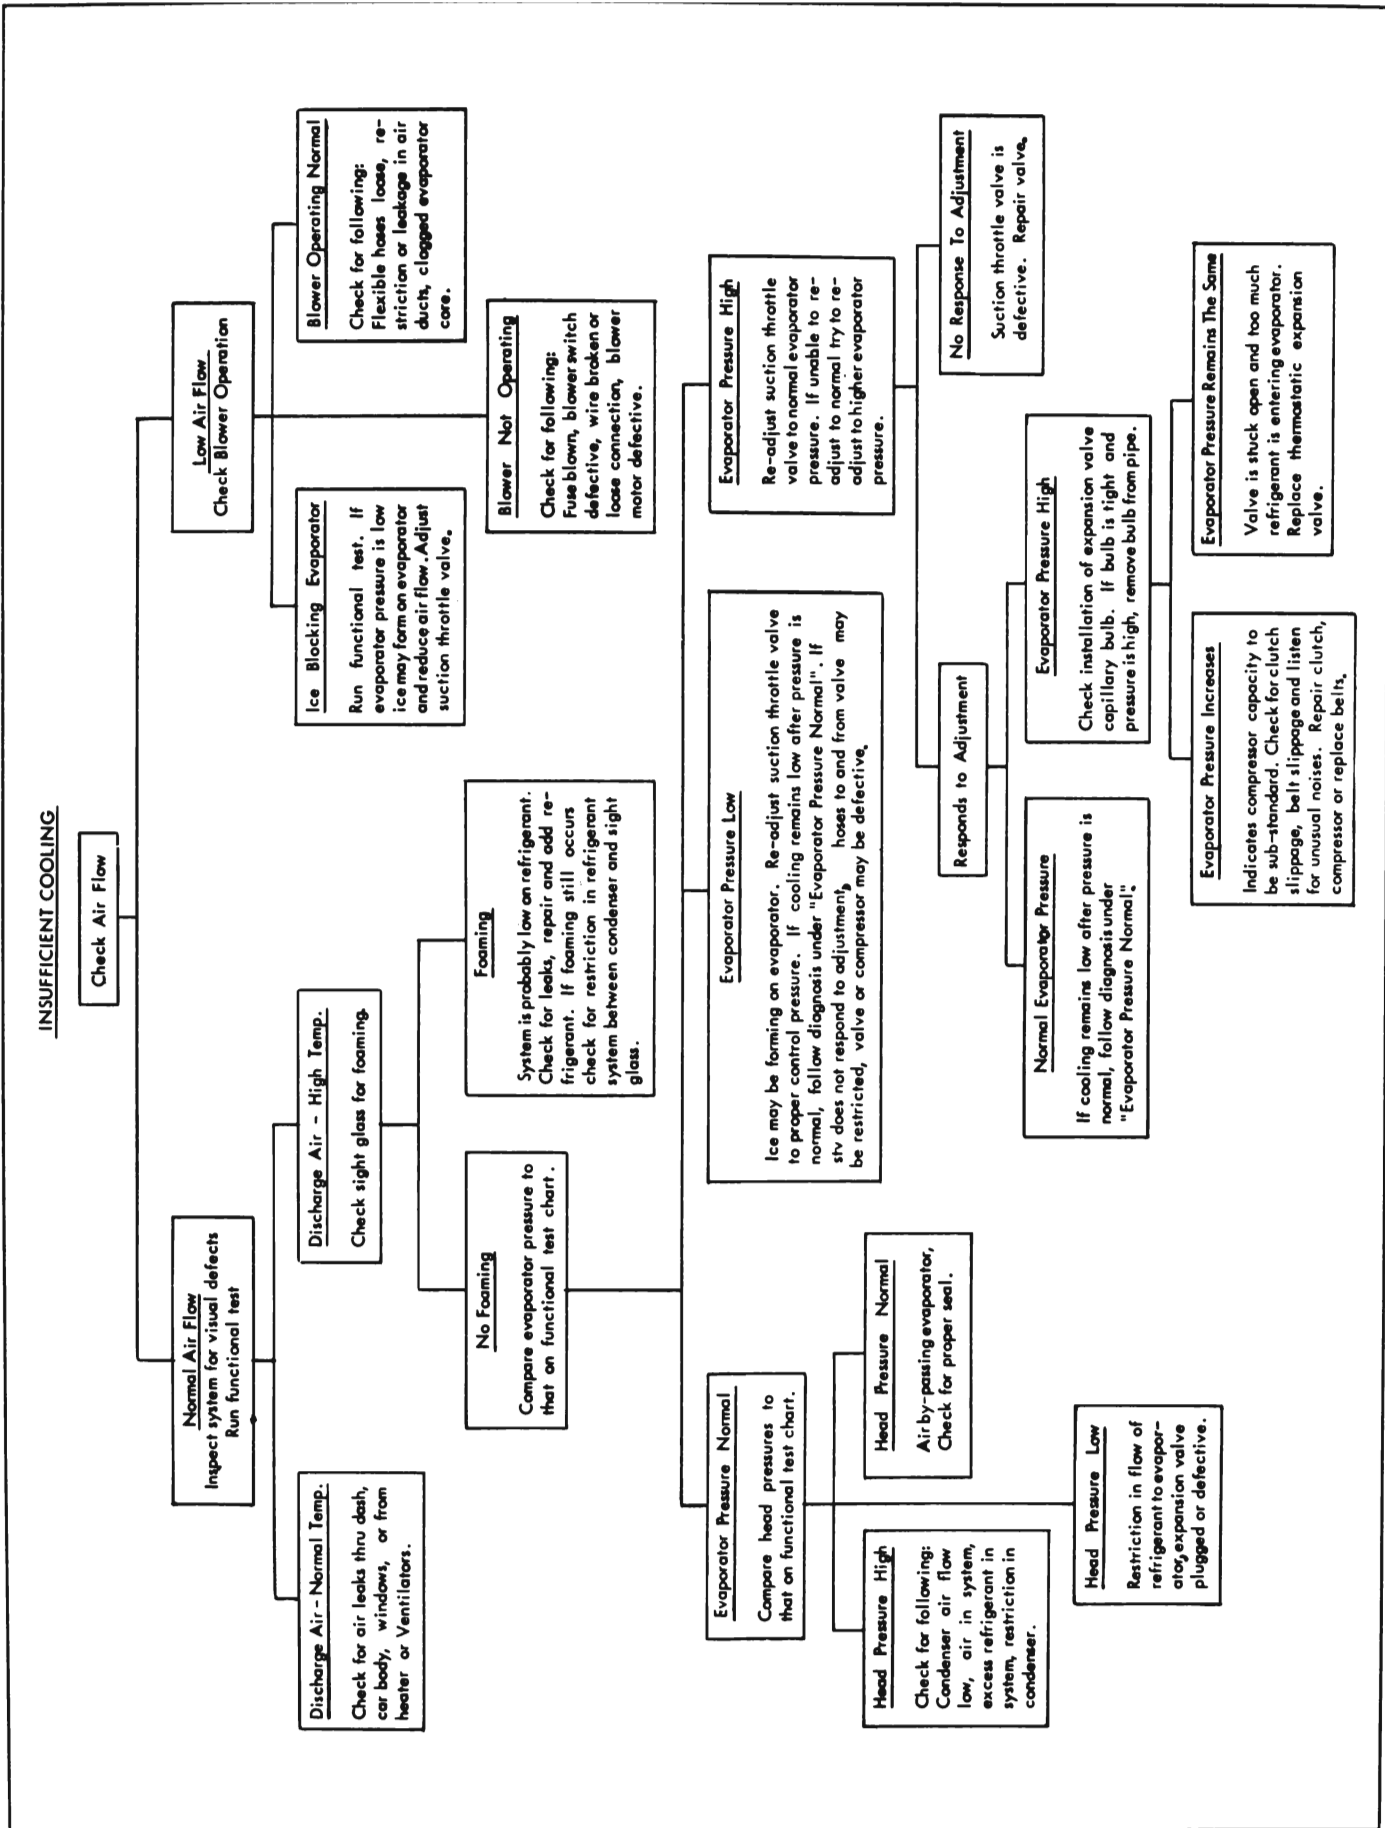 INSUFFICIENT COOLING
Check Air Flow
Normal Air Flow
Inspect system for visual defects
Run functional test
Low Air Flow
Check Blower Operation
Discharge Air - Normal Temp.
Check for air leaks thru dash,
car body, windows, or from
heater or Ventilators.
Discharge Air - High Temp.
Check sight glass for foaming.
Ice Blocking Evaporator
Run functional test. If
evaporator pressure is low
ice may form on evaporator
and reduce air flow. Adjust
suction throttle valve.
Blower Operating Normal
Check for following:
Flexible hoses loose, re-
striction or leakage in air
ducts, clogged evaporator
core.
No Foaming
Compare evaporator pressure to
that on functional test chart.
Foaming
System is probably low on refrigerant.
Check for leaks, repair and add re-
frigerant. If foaming still occurs
check for restriction in refrigerant
system between condenser and sight
glass.
Blower Not Operating
Check for following:
Fuse blown, blower switch
defective, wire broken or
loose connection, blower
motor defective.
Evaporator Pressure Normal
Compare head pressures to
that on functional test chart.
Evaporator Pressure Low
Ice may be forming on evaporator. Re-adjust suction throttle valve
to proper control pressure. If cooling remains low after pressure is
normal, follow diagnosis under "Evaporator Pressure Normal". If
stv does not respond to adjustment, hoses to and from valve may
be restricted, valve or compressor may be defective.
Evaporator Pressure High
Re-adjust suction throttle
valve to normal evaporator
pressure. If unable to re-
adjust to normal try to re-
adjust to higher evaporator
pressure.
Head Pressure High
Check for following:
Condenser air flow
low, air in system,
excess refrigerant in
system, restriction in
condenser.
Head Pressure Normal
Air by-passing evaporator,
Check for proper seal.
Head Pressure Low
Restriction in flow of
refrigerant to evapor-
ator, expansion valve
plugged or defective.
Responds to Adjustment
No Response To Adjustment
Suction throttle valve is
defective. Repair valve.
Normal Evaporator Pressure
If cooling remains low after pressure is
normal, follow diagnosis under
"Evaporator Pressure Normal".
Evaporator Pressure High
Check installation of expansion valve
capillary bulb. If bulb is tight and
pressure is high, remove bulb from pipe.
Evaporator Pressure Increases
Indicates compressor capacity to
be sub-standard. Check for clutch
slippage, belt slippage and listen
for unusual noises. Repair clutch,
compressor or replace belts.
Evaporator Pressure Remains The Same
Valve is stuck open and too much
refrigerant is entering evaporator.
Replace thermostatic expansion
valve.